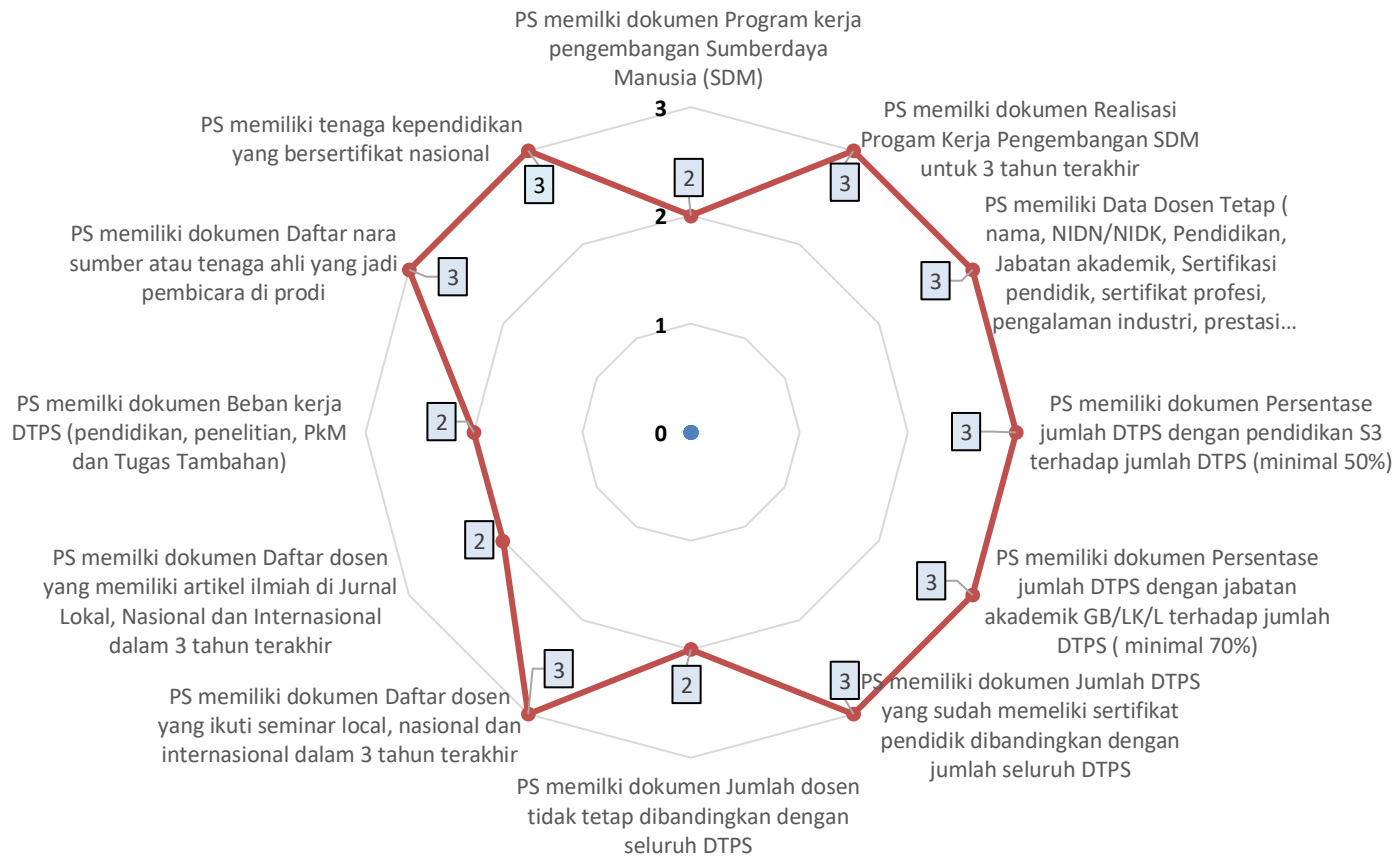 PS memilki dokumen Program kerja
pengembangan Sumberdaya
Manusia (SDM)
PS memilki dokumen Realisasi
Progam Kerja Pengembangan SDM
untuk 3 tahun terakhir
PS memiliki Data Dosen Tetap (
nama, NIDN/NIDK, Pendidikan,
Jabatan akademik, Sertifikasi
pendidik, sertifikat profesi,
pengalaman industri, prestasi...
PS memiliki dokumen Persentase
jumlah DTPS dengan pendidikan S3
terhadap jumlah DTPS (minimal 50%)
PS memiliki dokumen Persentase
jumlah DTPS dengan jabatan
akademik GB/LK/L terhadap jumlah
DTPS ( minimal 70%)
PS memiliki dokumen Jumlah DTPS
yang sudah memeliki sertifikat
pendidik dibandingkan dengan
jumlah seluruh DTPS
PS memilki dokumen Jumlah dosen
tidak tetap dibandingkan dengan
seluruh DTPS
PS memiliki dokumen Daftar dosen
yang ikuti seminar local, nasional dan
internasional dalam 3 tahun terakhir
PS memilki dokumen Daftar dosen
yang memiliki artikel ilmiah di Jurnal
Lokal, Nasional dan Internasional
dalam 3 tahun terakhir
PS memilki dokumen Beban kerja
DTPS (pendidikan, penelitian, PkM
dan Tugas Tambahan)
PS memiliki dokumen Daftar nara
sumber atau tenaga ahli yang jadi
pembicara di prodi
PS memiliki tenaga kependidikan
yang bersertifikat nasional
3
2
1
0
2
3
3
3
3
3
2
3
2
2
3
3